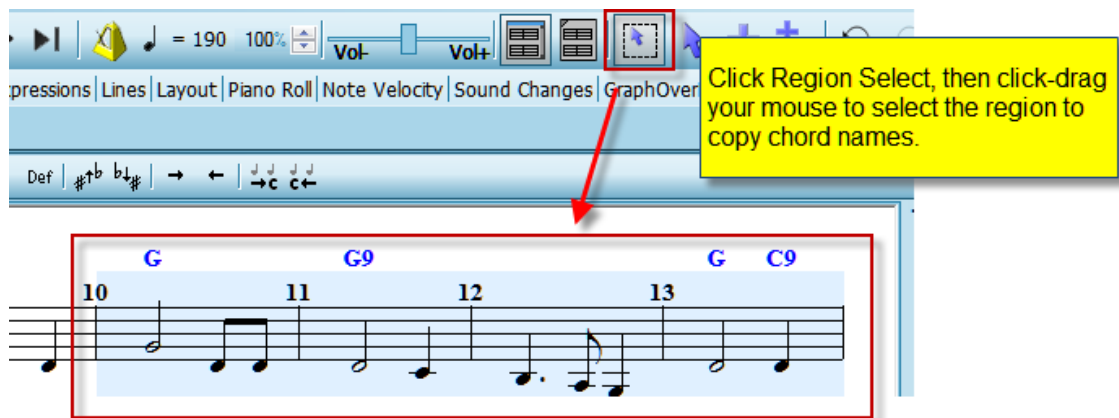 = 190 100% Vol- Vol+
pressions Lines Layout Piano Roll Note Velocity Sound Changes GraphOver
Click Region Select, then click-drag
your mouse to select the region to
copy chord names.
Def #↑b b↓# → ← →c c←
G G9 G C9
10 11 12 13